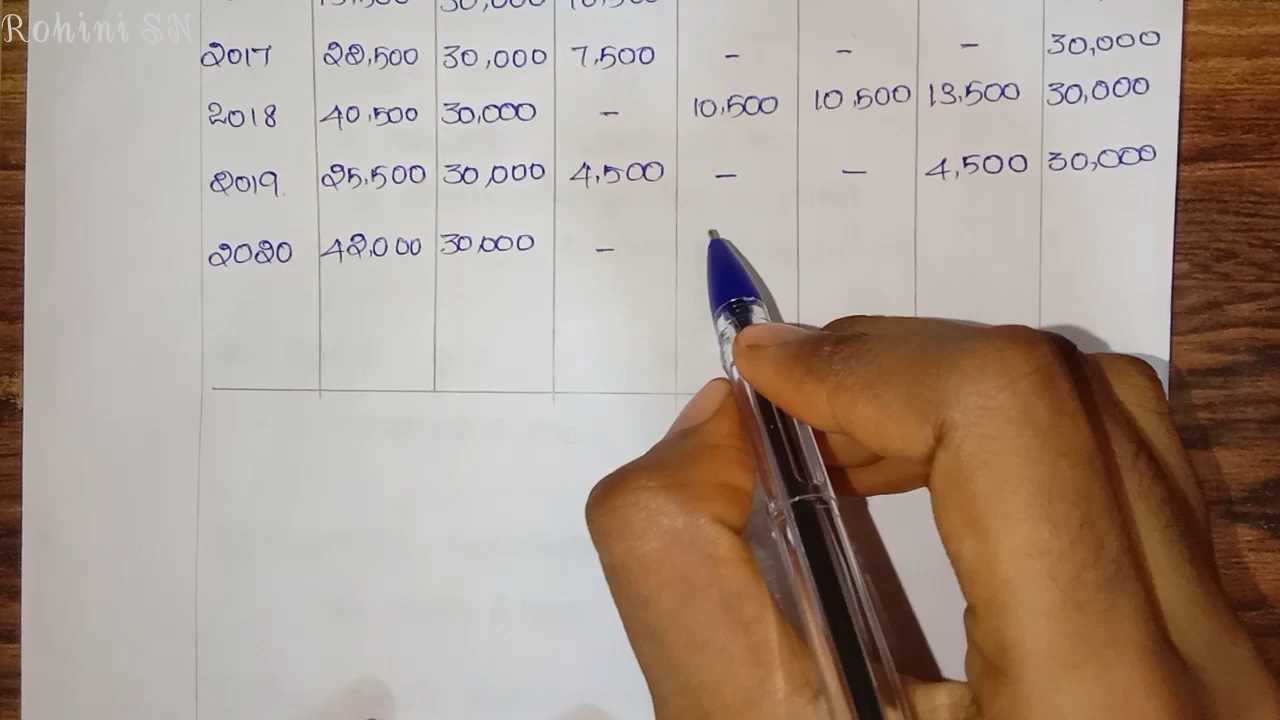 Rohini SN
2017 28,500 30,000 7,500 - - - 30,000
2018 40,500 30,000 - 10,500 10,500 13,500 30,000
2019 25,500 30,000 4,500 - - 4,500 30,000
2020 42,000 30,000 -